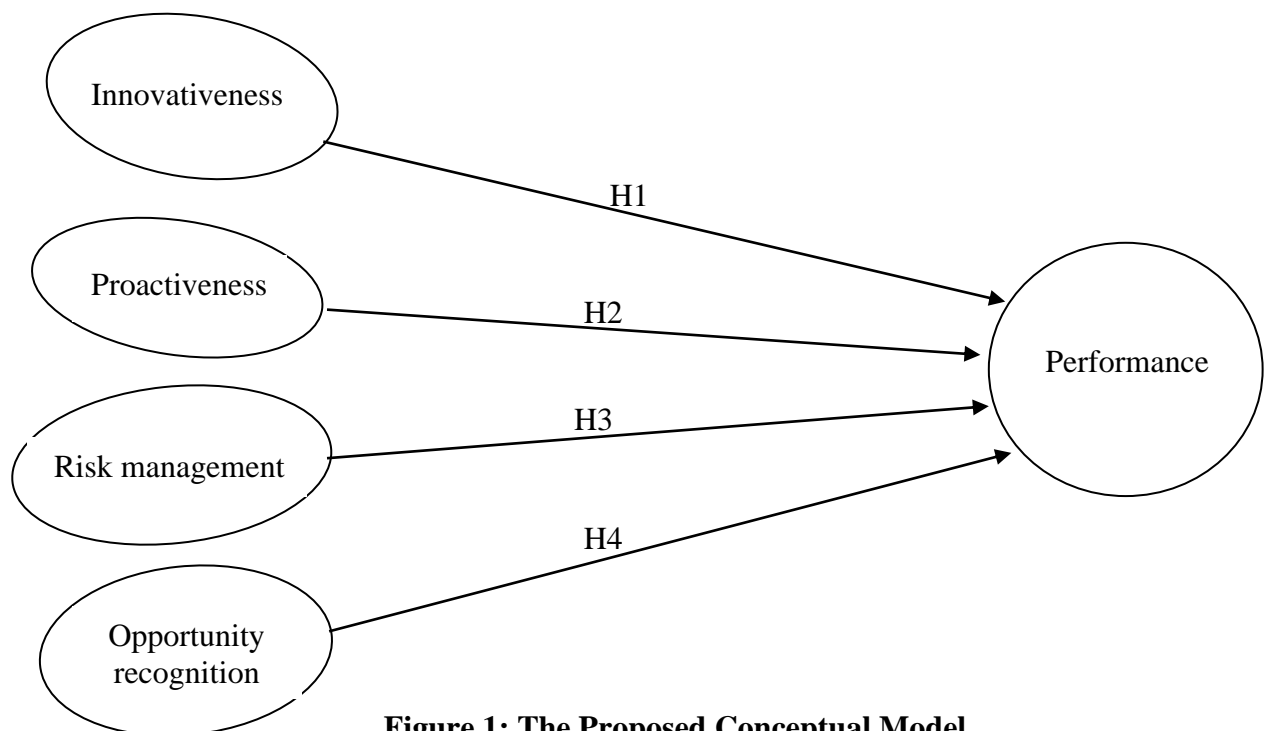 Innovativeness
H1
Proactiveness
H2
Performance
H3
Risk management
H4
Opportunity
recognition
Figure 1: The Proposed Conceptual Model